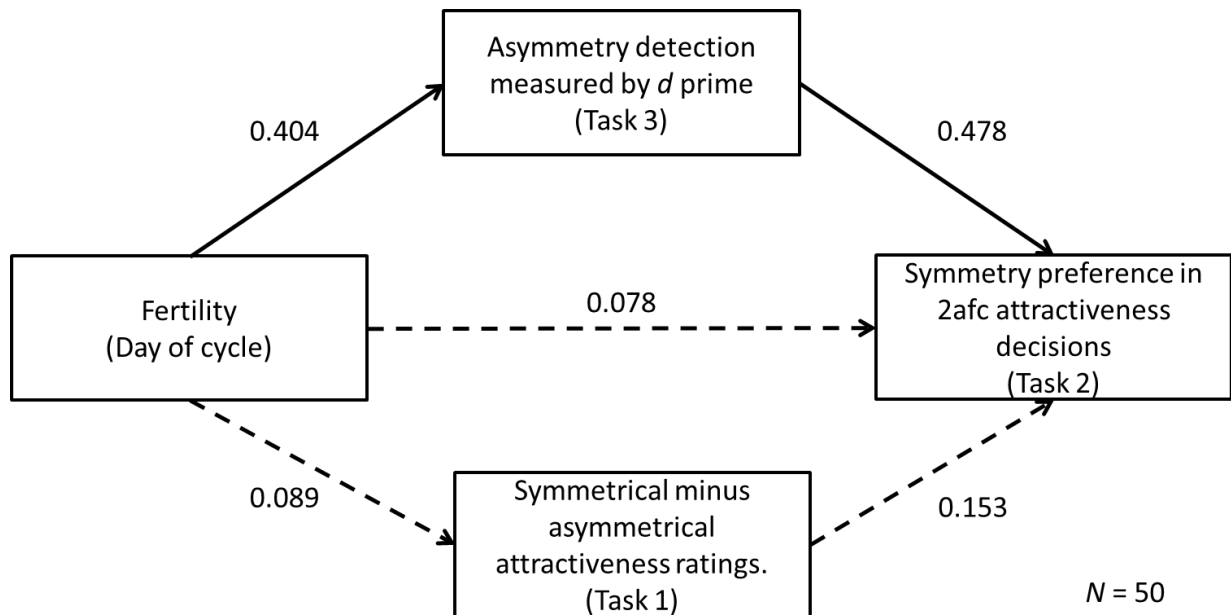 Asymmetry detection
measured by d prime
(Task 3)
0.404
0.478
Fertility
(Day of cycle)
0.078
Symmetry preference in
2afc attractiveness
decisions
(Task 2)
0.089
Symmetrical minus
asymmetrical
attractiveness ratings.
(Task 1)
0.153
N = 50